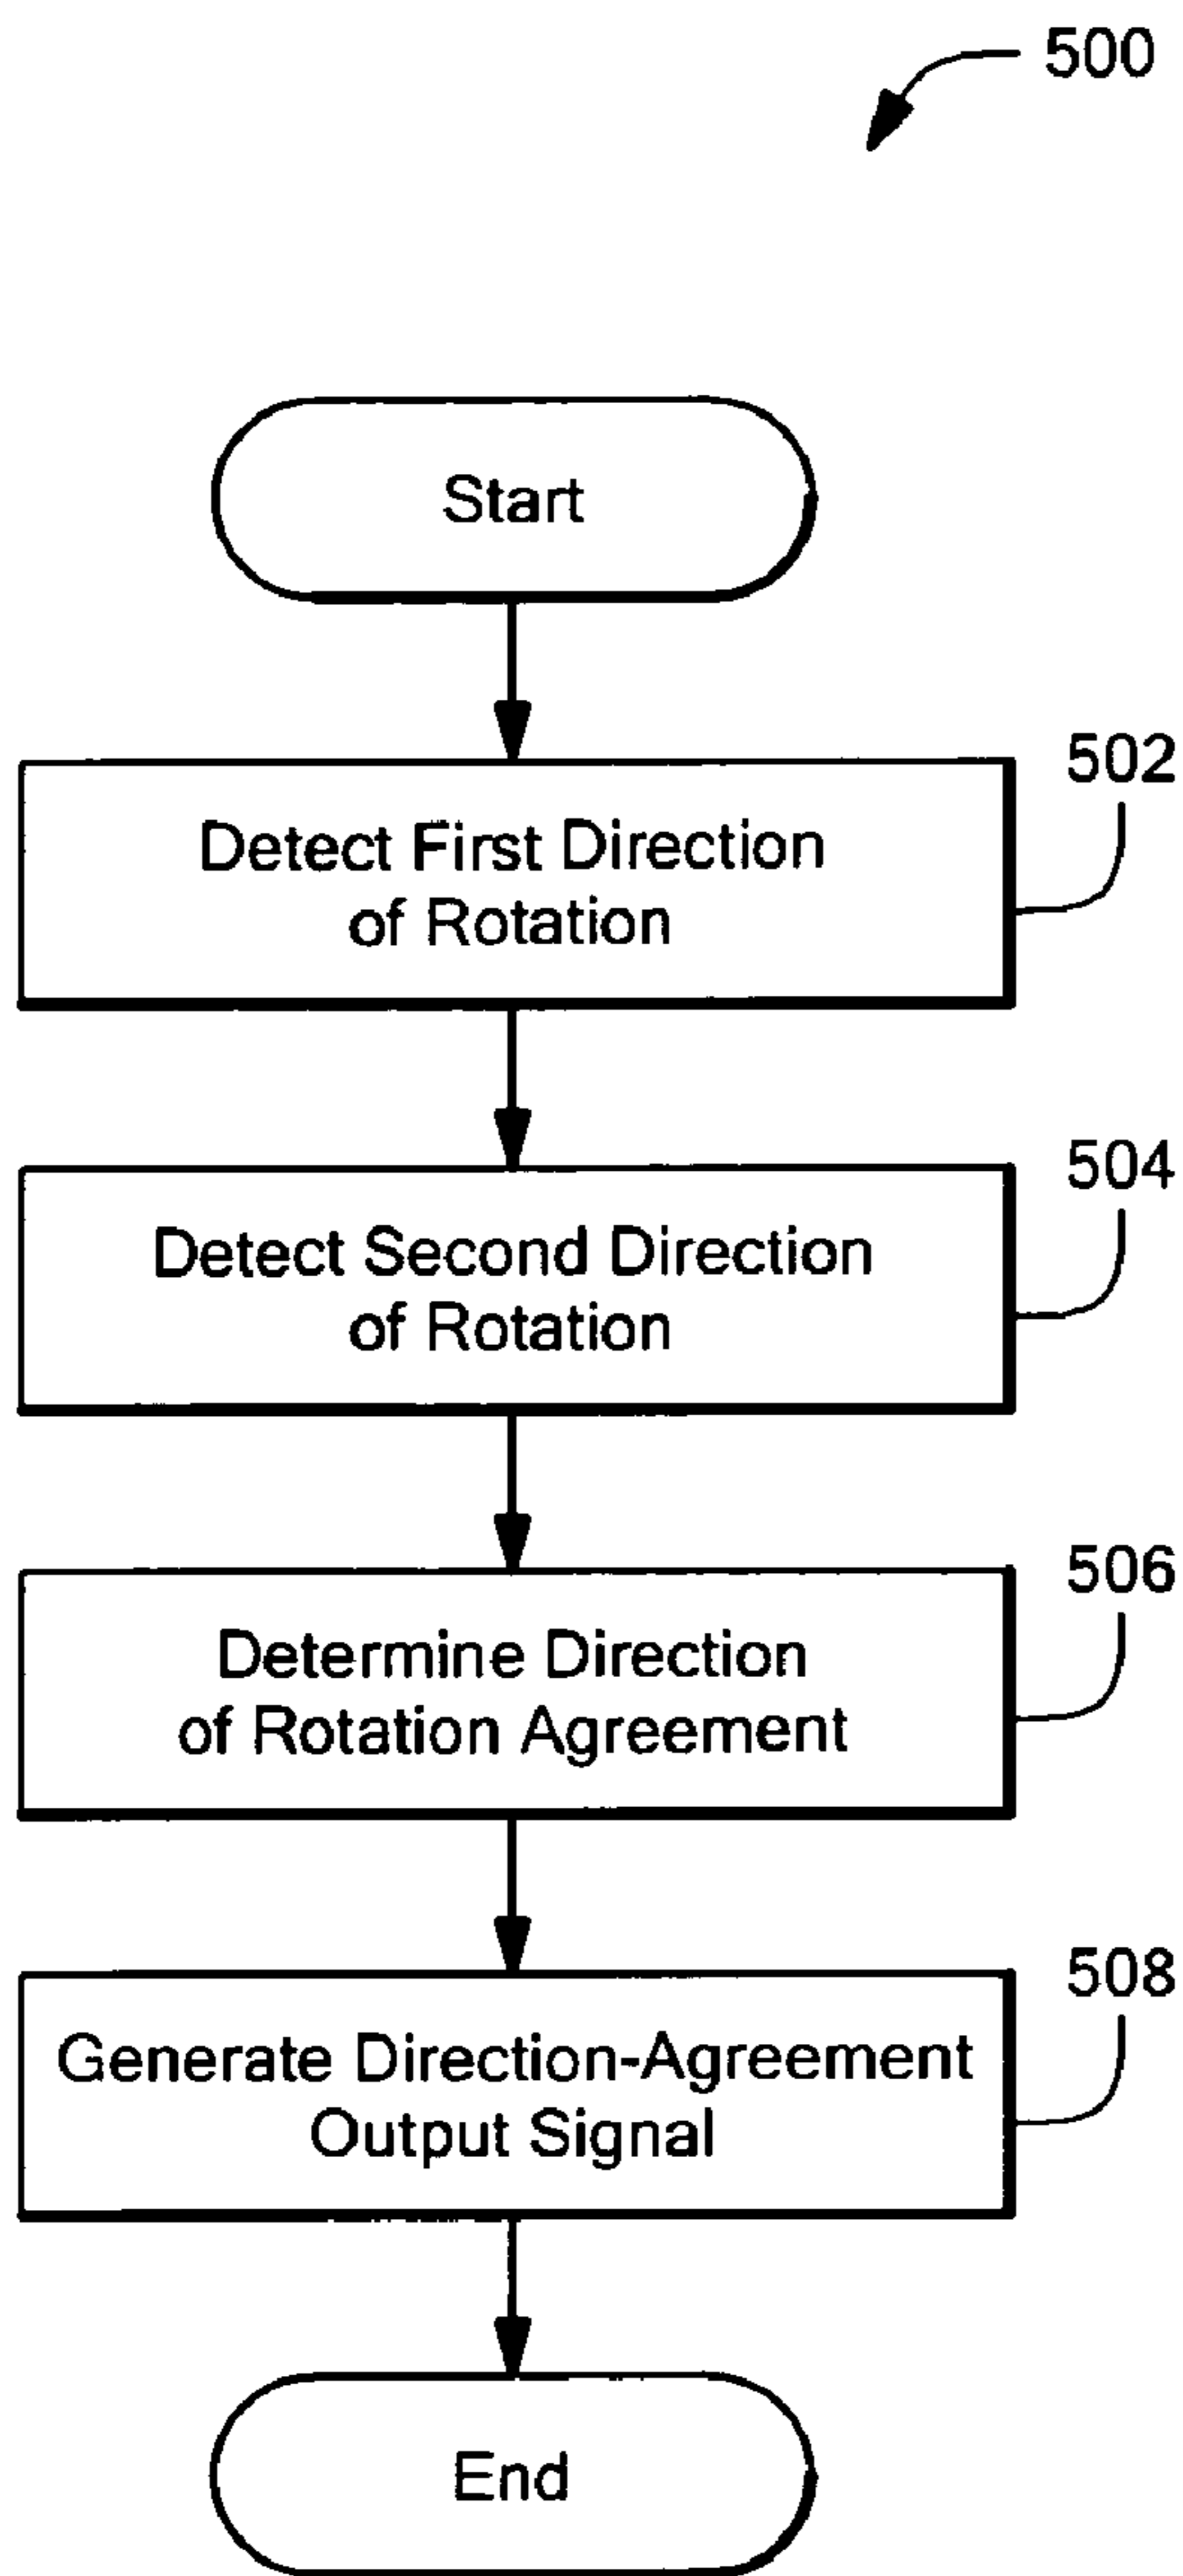 500
Start
502
Detect First Direction
of Rotation
504
Detect Second Direction
of Rotation
506
Determine Direction
of Rotation Agreement
508
Generate Direction-Agreement
Output Signal
End